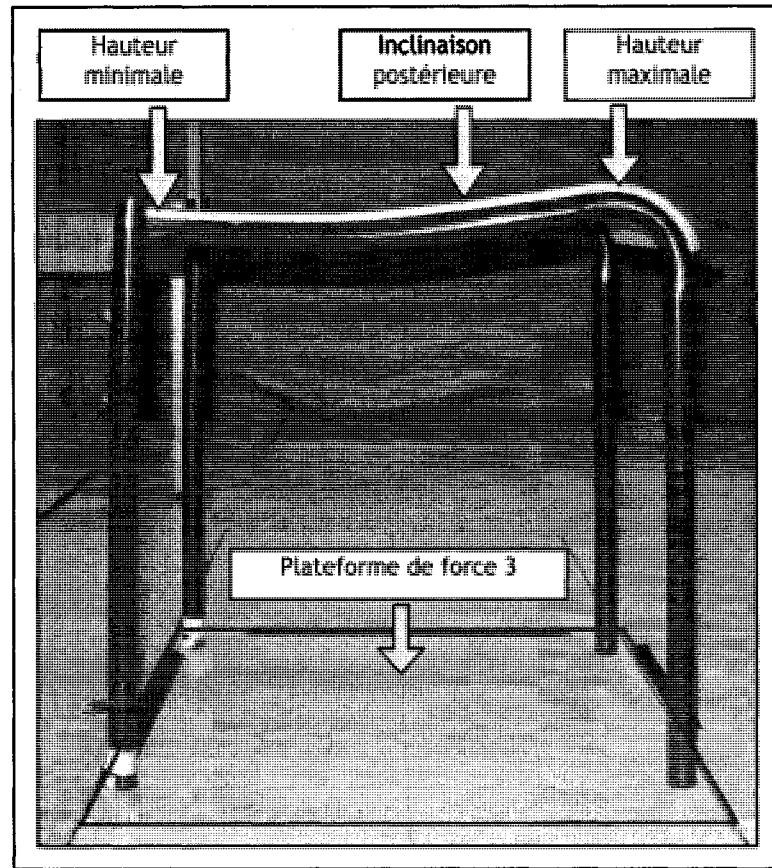 Hauteur
minimale
Inclinaison
postérieure
Hauteur
maximale
Plateforme de force 3